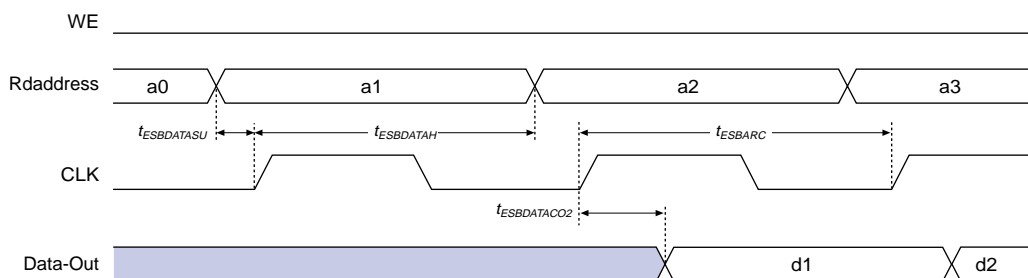 WE
Rdaddress a0 a1 a2 a3
tESBDATASU tESBDATAH tESBARC
CLK
tESBDATACO2
Data-Out d1 d2